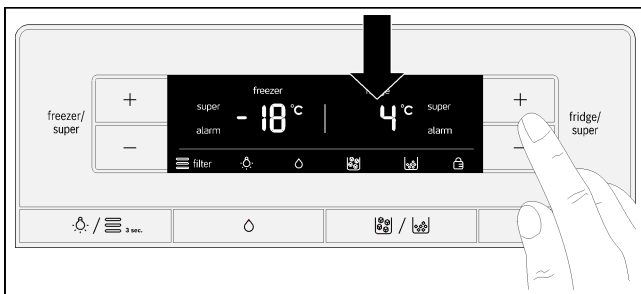 freezer/
super
+
−
freezer
super
alarm
- 18 °C
4 °C
super
alarm
filter
+
−
fridge/
super
/ 3 sec.
/